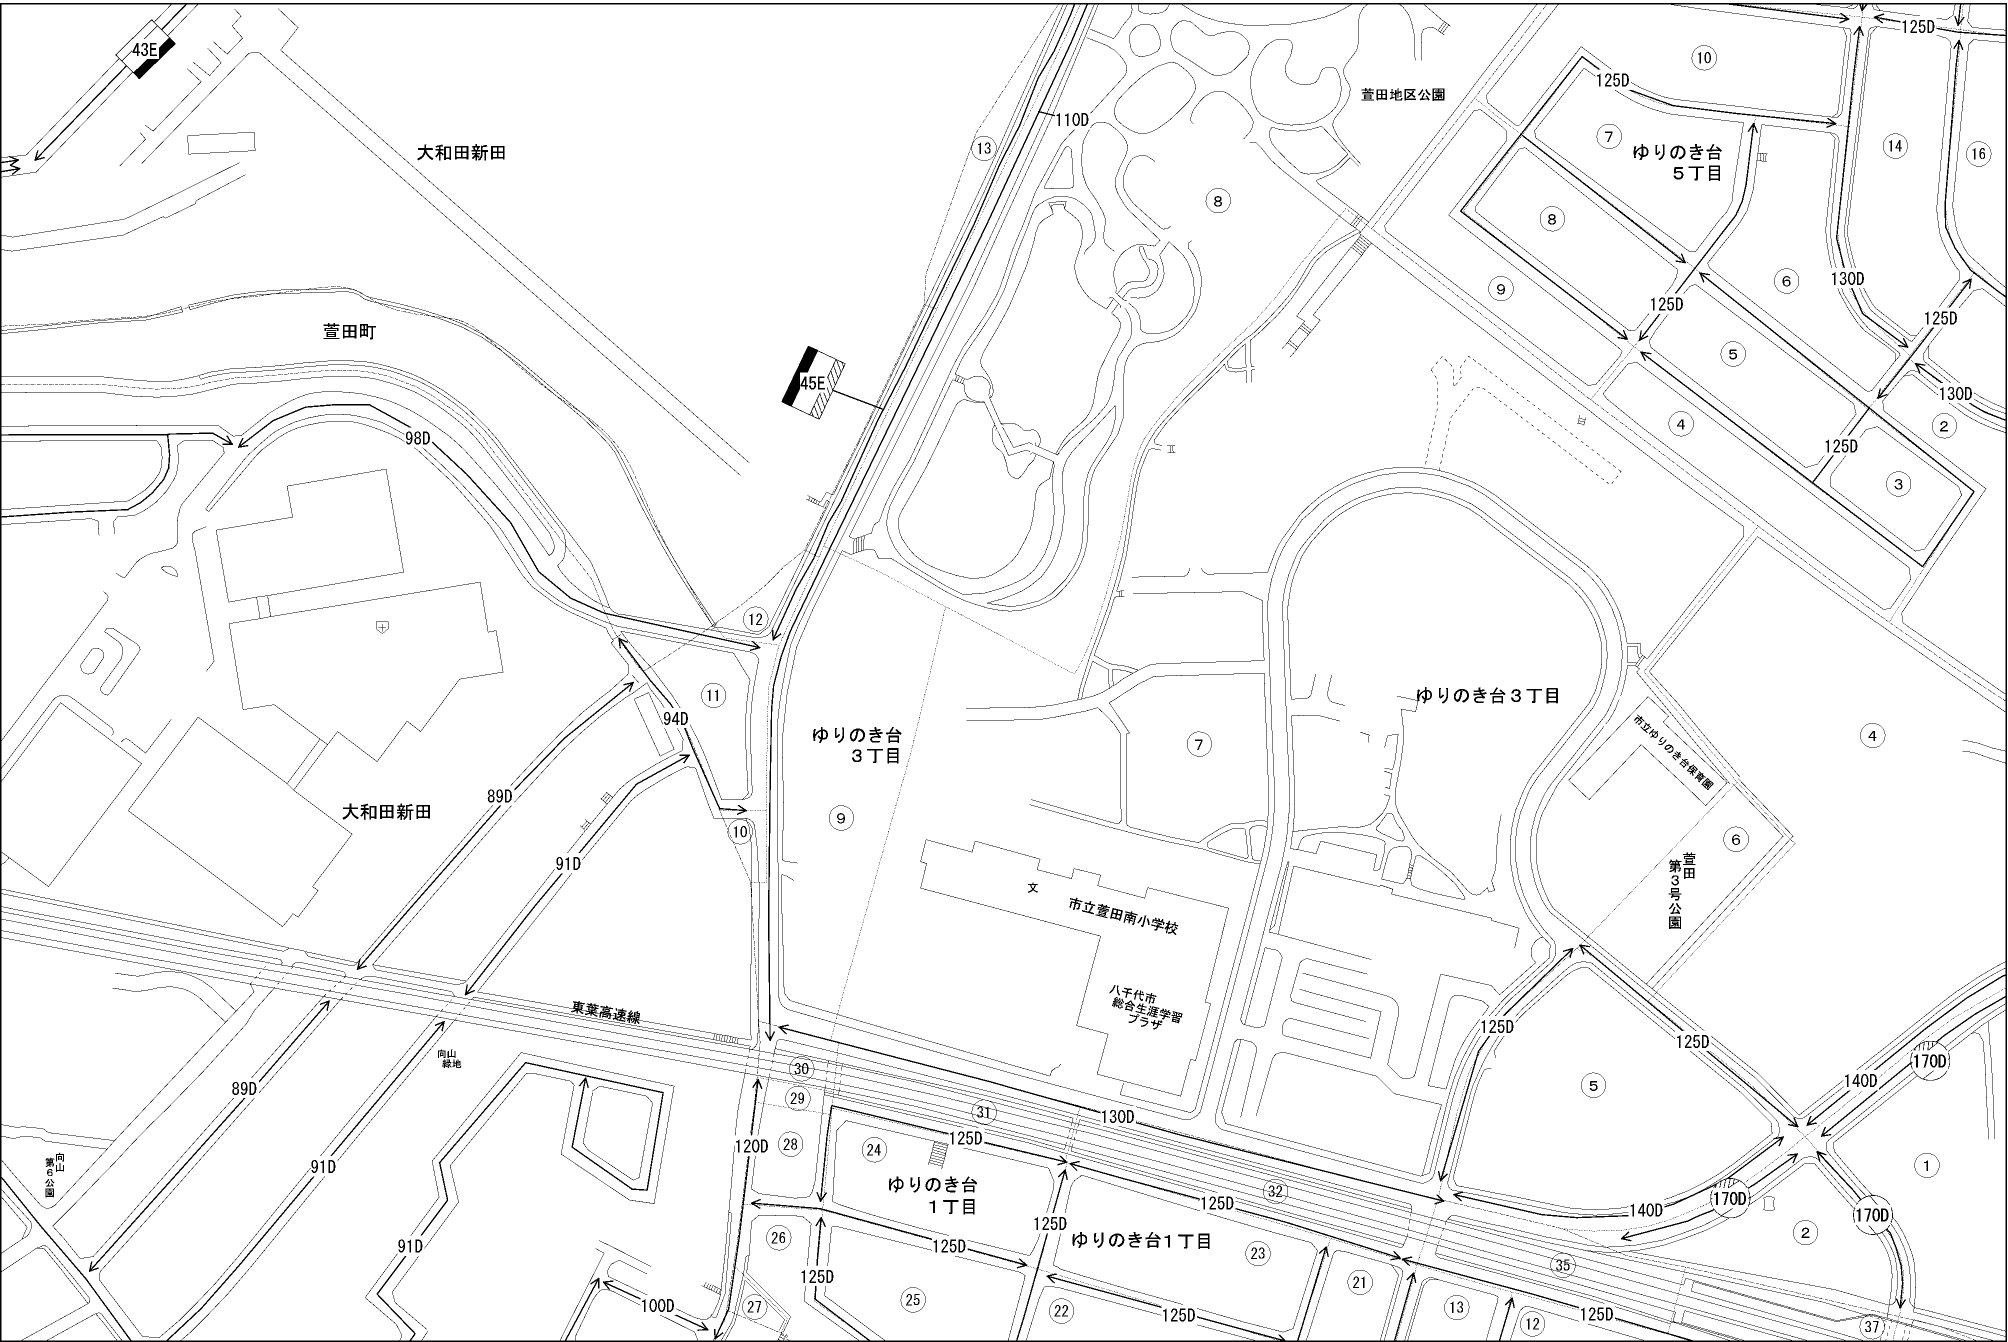 43E
125D
10
125D
萱田地区公園
110D
大和田新田
13
7
14
16
ゆりのき台
５丁目
8
8
6
130D
9
125D
125D
萱田町
5
45E
130D
4
2
98D
125D
3
12
11
94D
ゆりのき台３丁目
ゆりのき台
３丁目
7
4
市立ゆりのき台保育園
89D
大和田新田
9
10
6
91D
萱田
第３号公園
文
市立萱田南小学校
八千代市
総合生涯学習
プラザ
東葉高速線
125D
125D
向山
緑地
30
170D
140D
89D
29
5
31
130D
120D
28
24
125D
向山
第６公園
91D
1
ゆりのき台
１丁目
32
125D
170D
140D
170D
125D
ゆりのき台１丁目
2
91D
26
125D
23
35
125D
21
100D
27
25
22
125D
13
12
125D
37